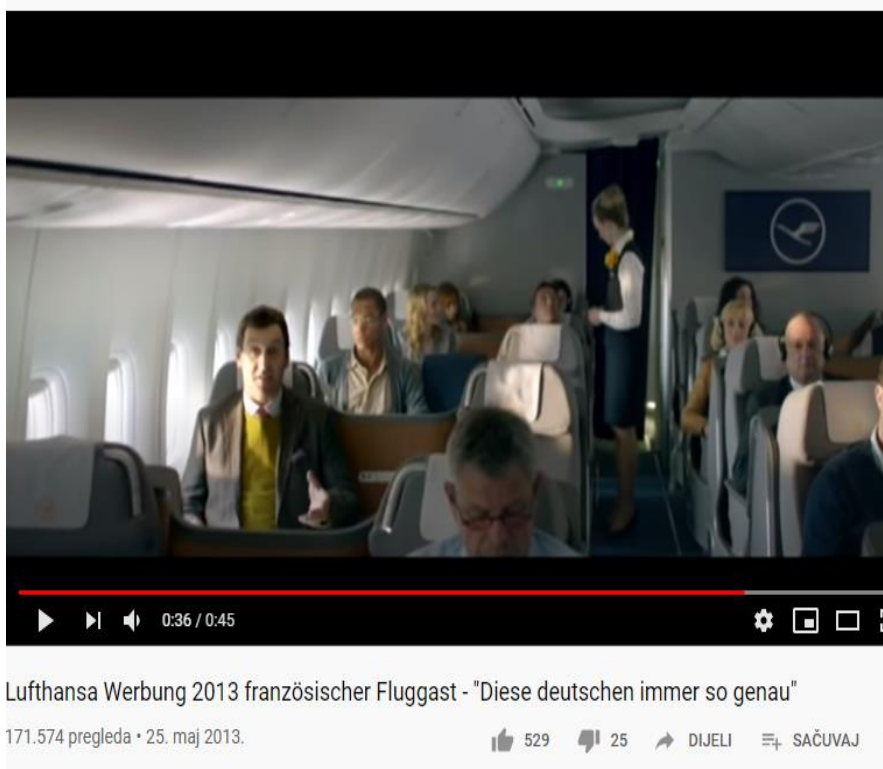 0:36 / 0:45
Lufthansa Werbung 2013 französischer Fluggast - "Diese deutschen immer so genau"
171.574 pregleda • 25. maj 2013.
529 25 DIJELI SAČUVAJ